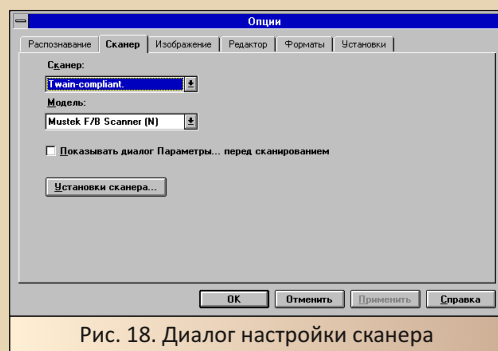 Опции
Распознавание Сканер Изображение Редактор Форматы Установки
Сканер:
Twain-compliant.
Модель:
Mustek F/B Scanner (N)
Показывать диалог Параметры... перед сканированием
Установки сканера...
OK Отменить Применить Справка
Рис. 18. Диалог настройки сканера